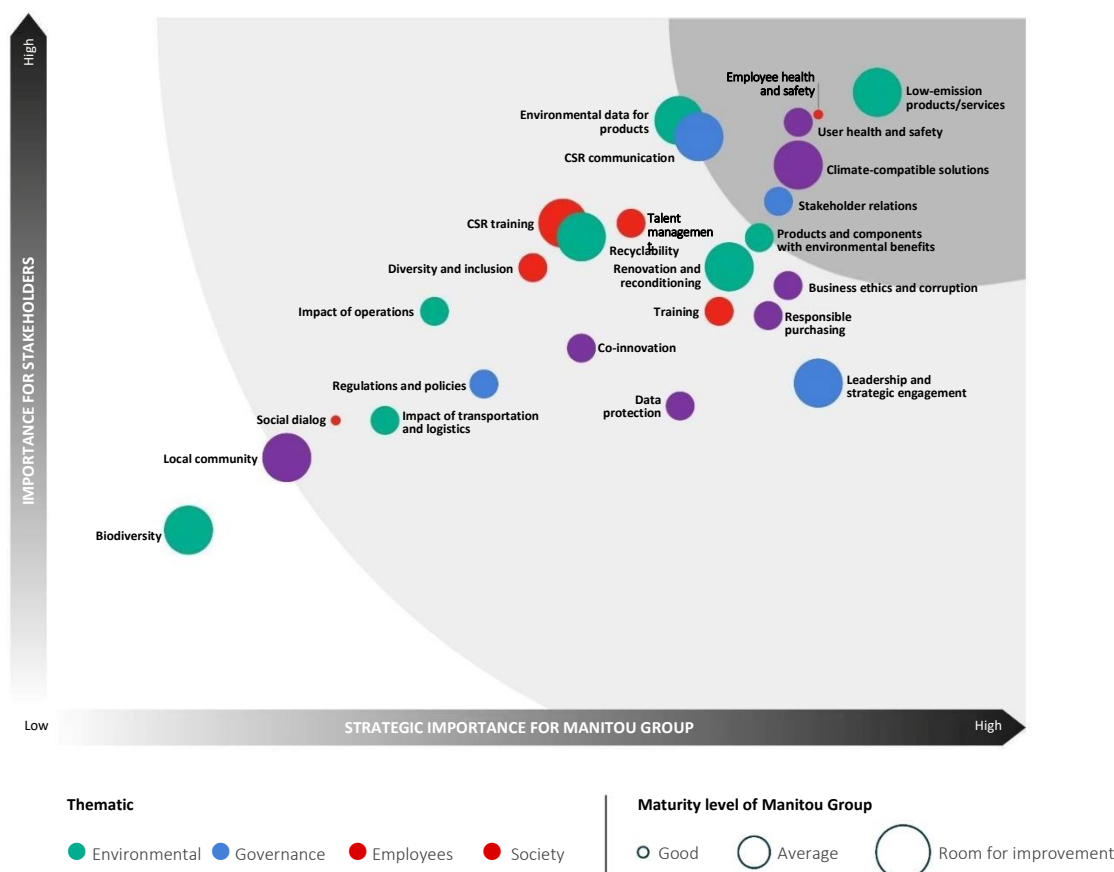 High
IMPORTANCE FOR STAKEHOLDERS
Employee health
and safety
Low-emission
products/services
Environmental data for
products
User health and safety
CSR communication
Climate-compatible solutions
Stakeholder relations
CSR training
Talent
managemen
t
Products and components
with environmental benefits
Recyclability
Diversity and inclusion
Renovation and
reconditioning
Business ethics and corruption
Impact of operations
Training
Responsible
purchasing
Co-innovation
Regulations and policies
Leadership and
strategic engagement
Data
protection
Social dialog
Impact of transportation
and logistics
Local community
Biodiversity
Low
STRATEGIC IMPORTANCE FOR MANITOU GROUP
High
Thematic
Environmental
Governance
Employees
Society
Maturity level of Manitou Group
Good
Average
Room for improvement